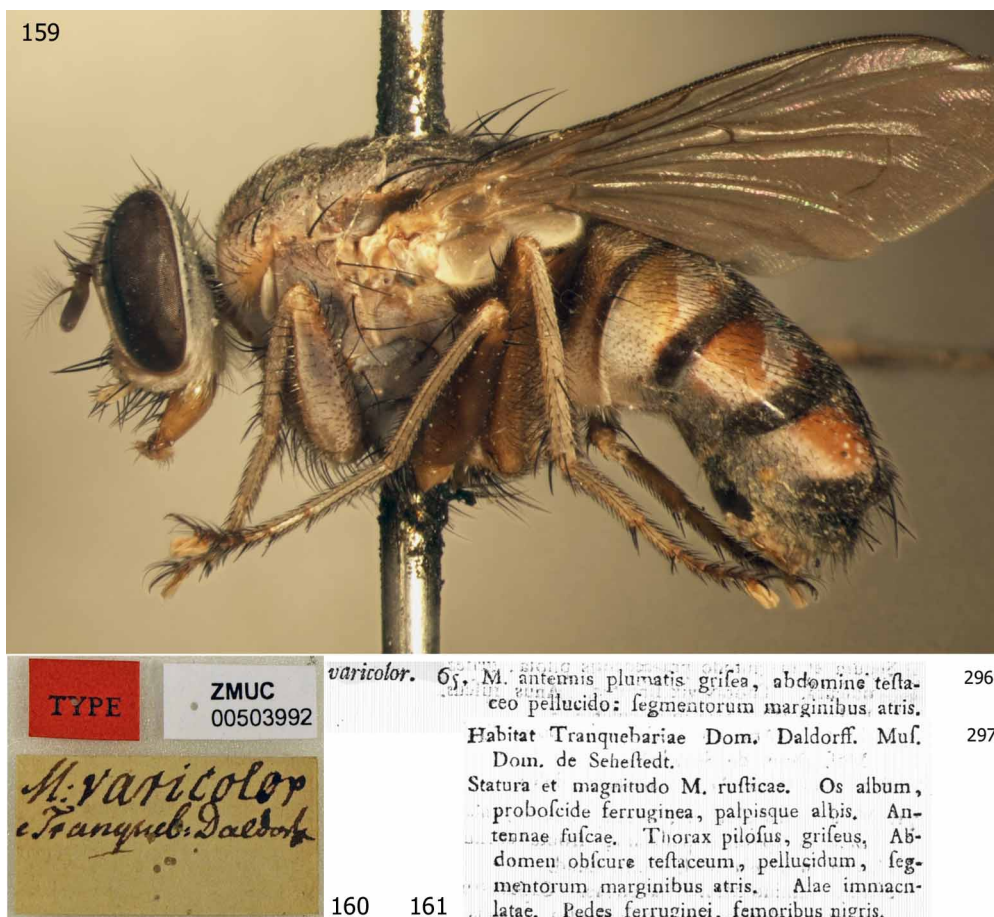 159
TYPE
ZMUC
00503992
M: varicolor
e Tranqueb: Daldorff
160
161
varicolor. 65. M. antennis plumatis griſea, abdomine teſta-
ceo pellucido: ſegmentorum marginibus atris.
296
Habitat Tranquebariae Dom. Daldorff. Muſ.
297
Dom. de Seheſtedt.
Statura et magnitudo M. ruſticae. Os album,
proboſcide ferruginea, palpisque albis. An-
tennae fuſcae. Thorax piloſus, griſeus, Ab-
domen obſcure teſtaceum, pellucidum, ſeg-
mentorum marginibus atris. Alae immacu-
latae. Pedes ferruginei, femoribus nigris.